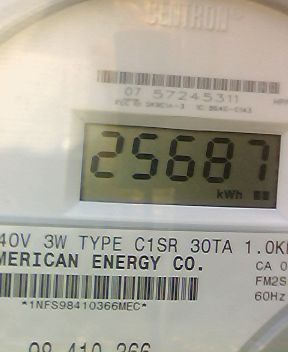 CENTRON
07 57245311
25687
kWh
40V 3W TYPE C1SR 30TA 1.0K
MERICAN ENERGY CO.
CA 0
FM2S
60Hz
*1NFS98410366MEC*
98 410 366